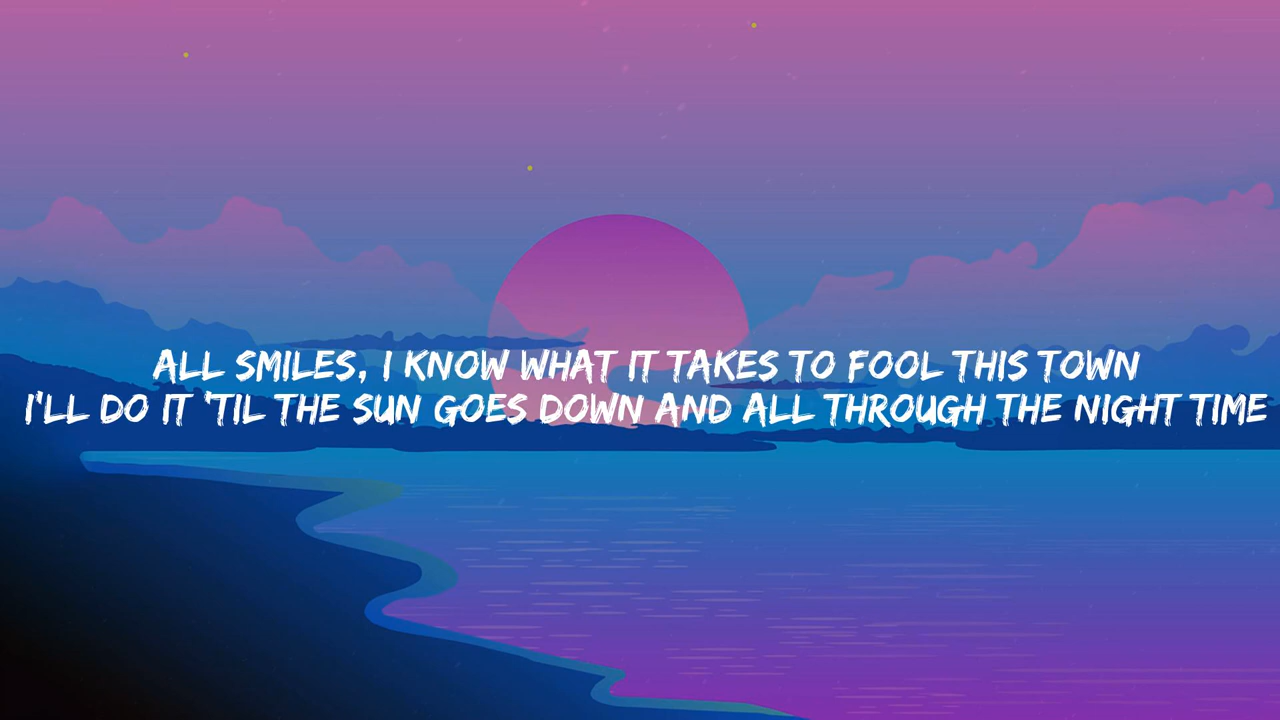 ALL SMILES, I KNOW WHAT IT TAKES TO FOOL THIS TOWN
I'LL DO IT 'TIL THE SUN GOES DOWN AND ALL THROUGH THE NIGHT TIME